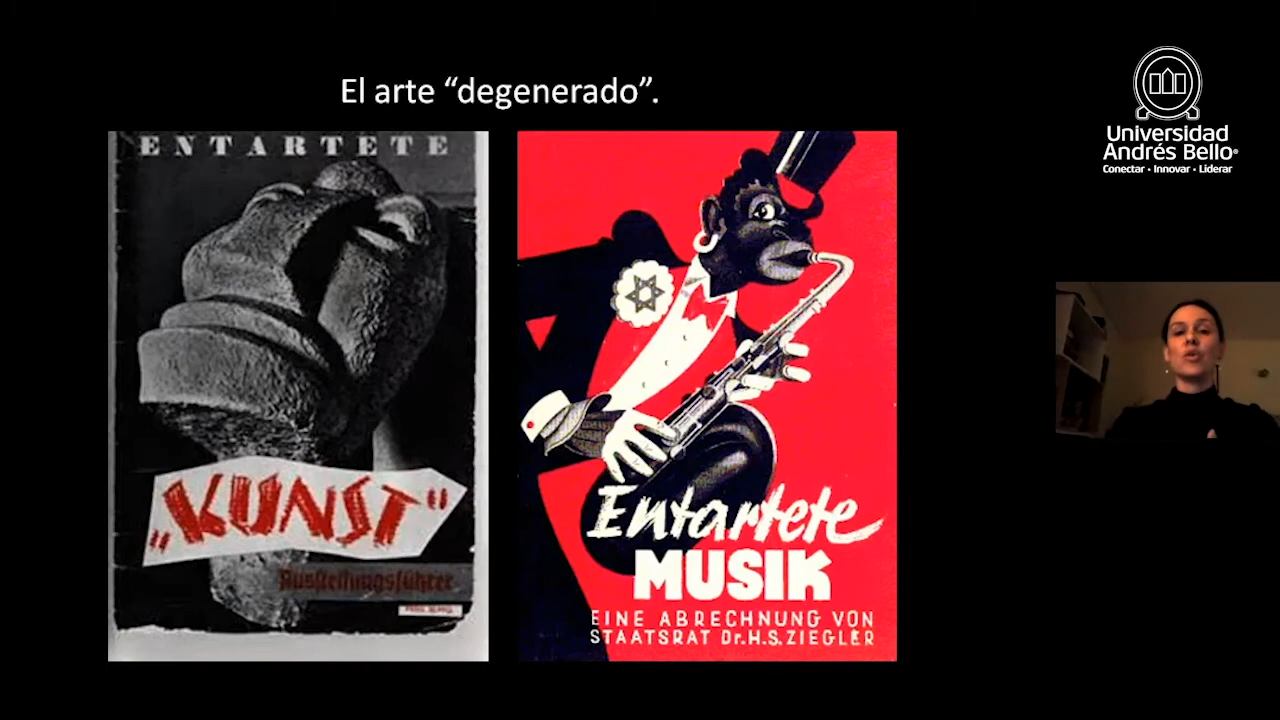 El arte “degenerado”.
ENTARTETE
„KUNST“
Ausstellungsführer
Entartete
MUSIK
EINE ABRECHNUNG VON
STAATSRAT Dr. H.S. ZIEGLER
Universidad
Andrés Bello®
Conectar • Innovar • Liderar